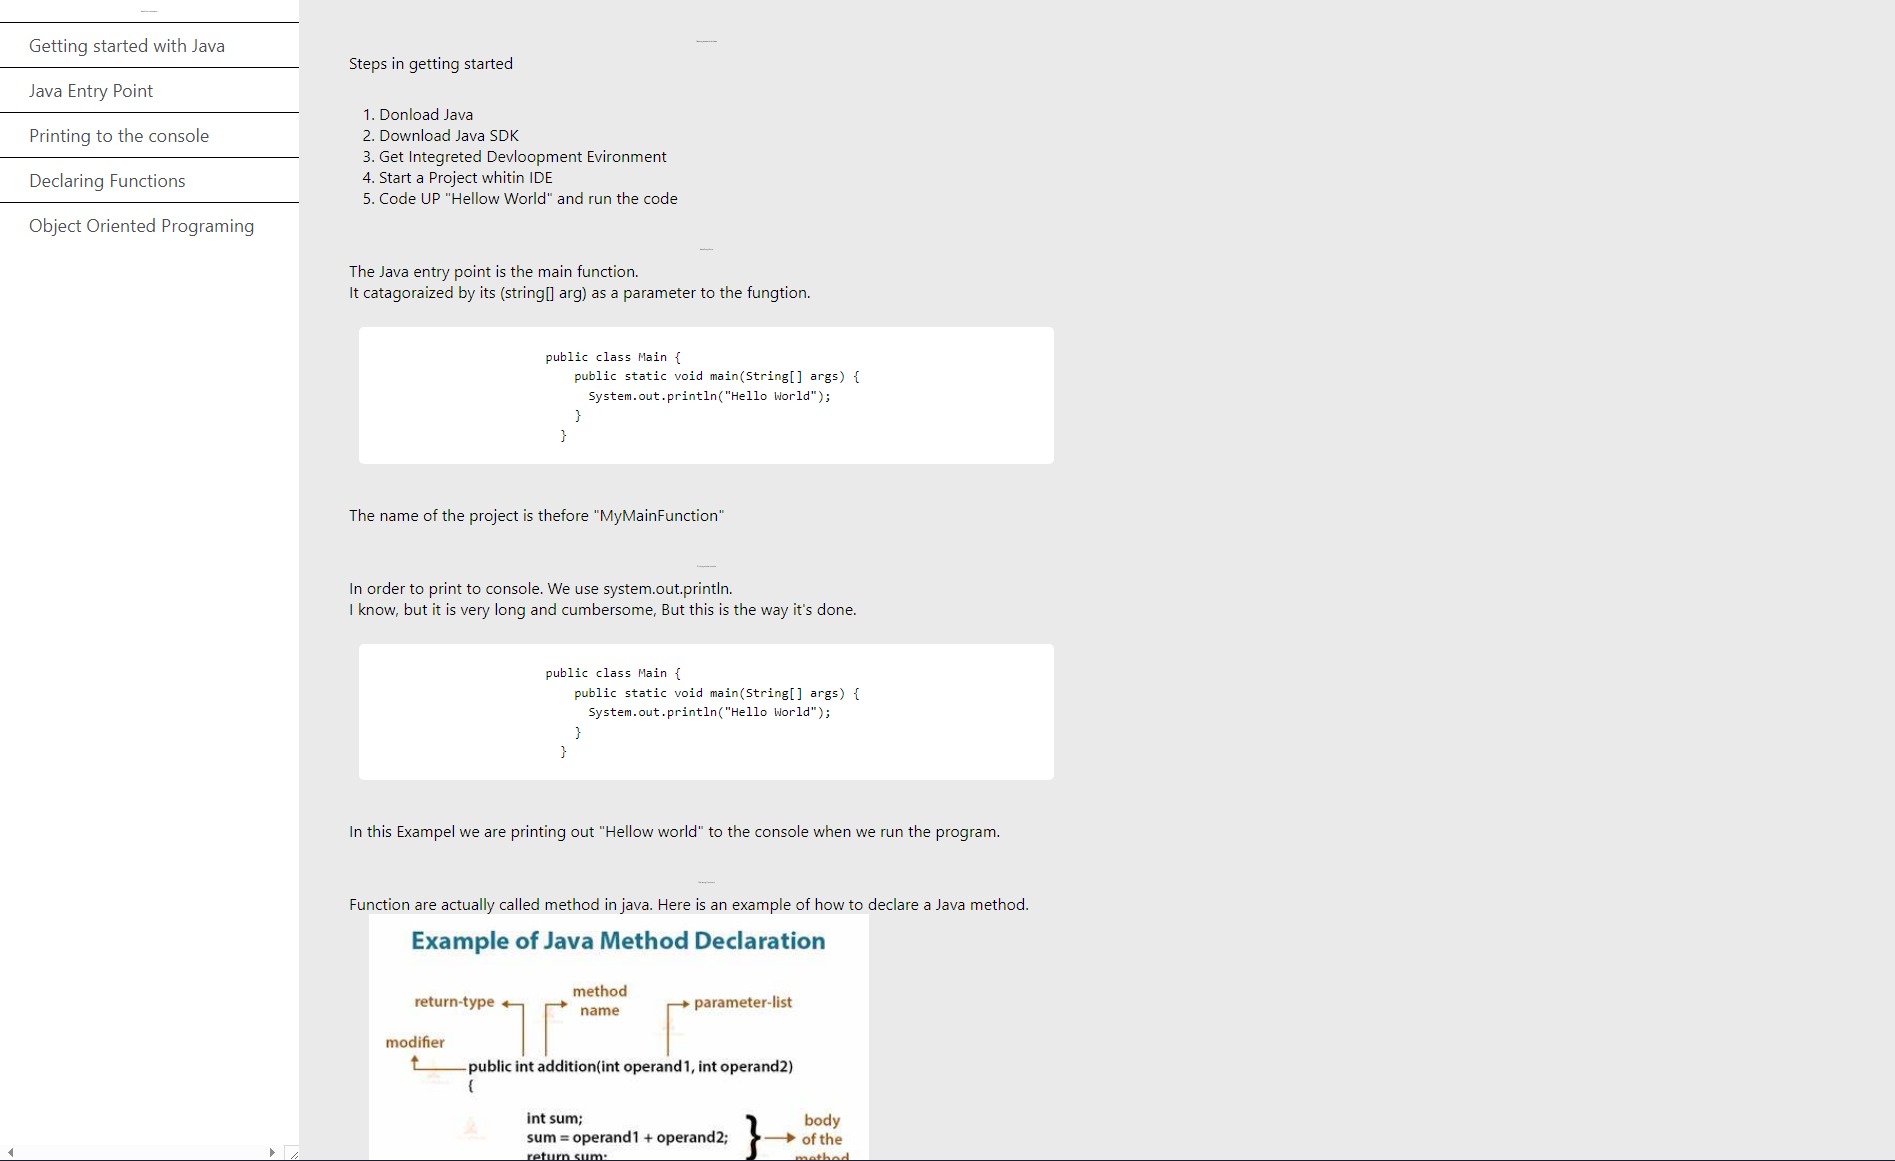 Getting started with Java
Java Entry Point
Printing to the console
Declaring Functions
Object Oriented Programing
Steps in getting started
1. Donload Java
2. Download Java SDK
3. Get Integreted Devloopment Evironment
4. Start a Project whitin IDE
5. Code UP "Hellow World" and run the code
The Java entry point is the main function.
It catagoraized by its (string[] arg) as a parameter to the fungtion.
public class Main {
public static void main(String[] args) {
System.out.println("Hello World");
}
}
The name of the project is thefore "MyMainFunction"
In order to print to console. We use system.out.println.
I know, but it is very long and cumbersome, But this is the way it's done.
public class Main {
public static void main(String[] args) {
System.out.println("Hello World");
}
}
In this Exampel we are printing out "Hellow world" to the console when we run the program.
Function are actually called method in java. Here is an example of how to declare a Java method.
Example of Java Method Declaration
return-type
method
name
parameter-list
modifier
public int addition(int operand1, int operand2)
{
int sum;
sum = operand1 + operand2;
return sum;
}
body
of the
method